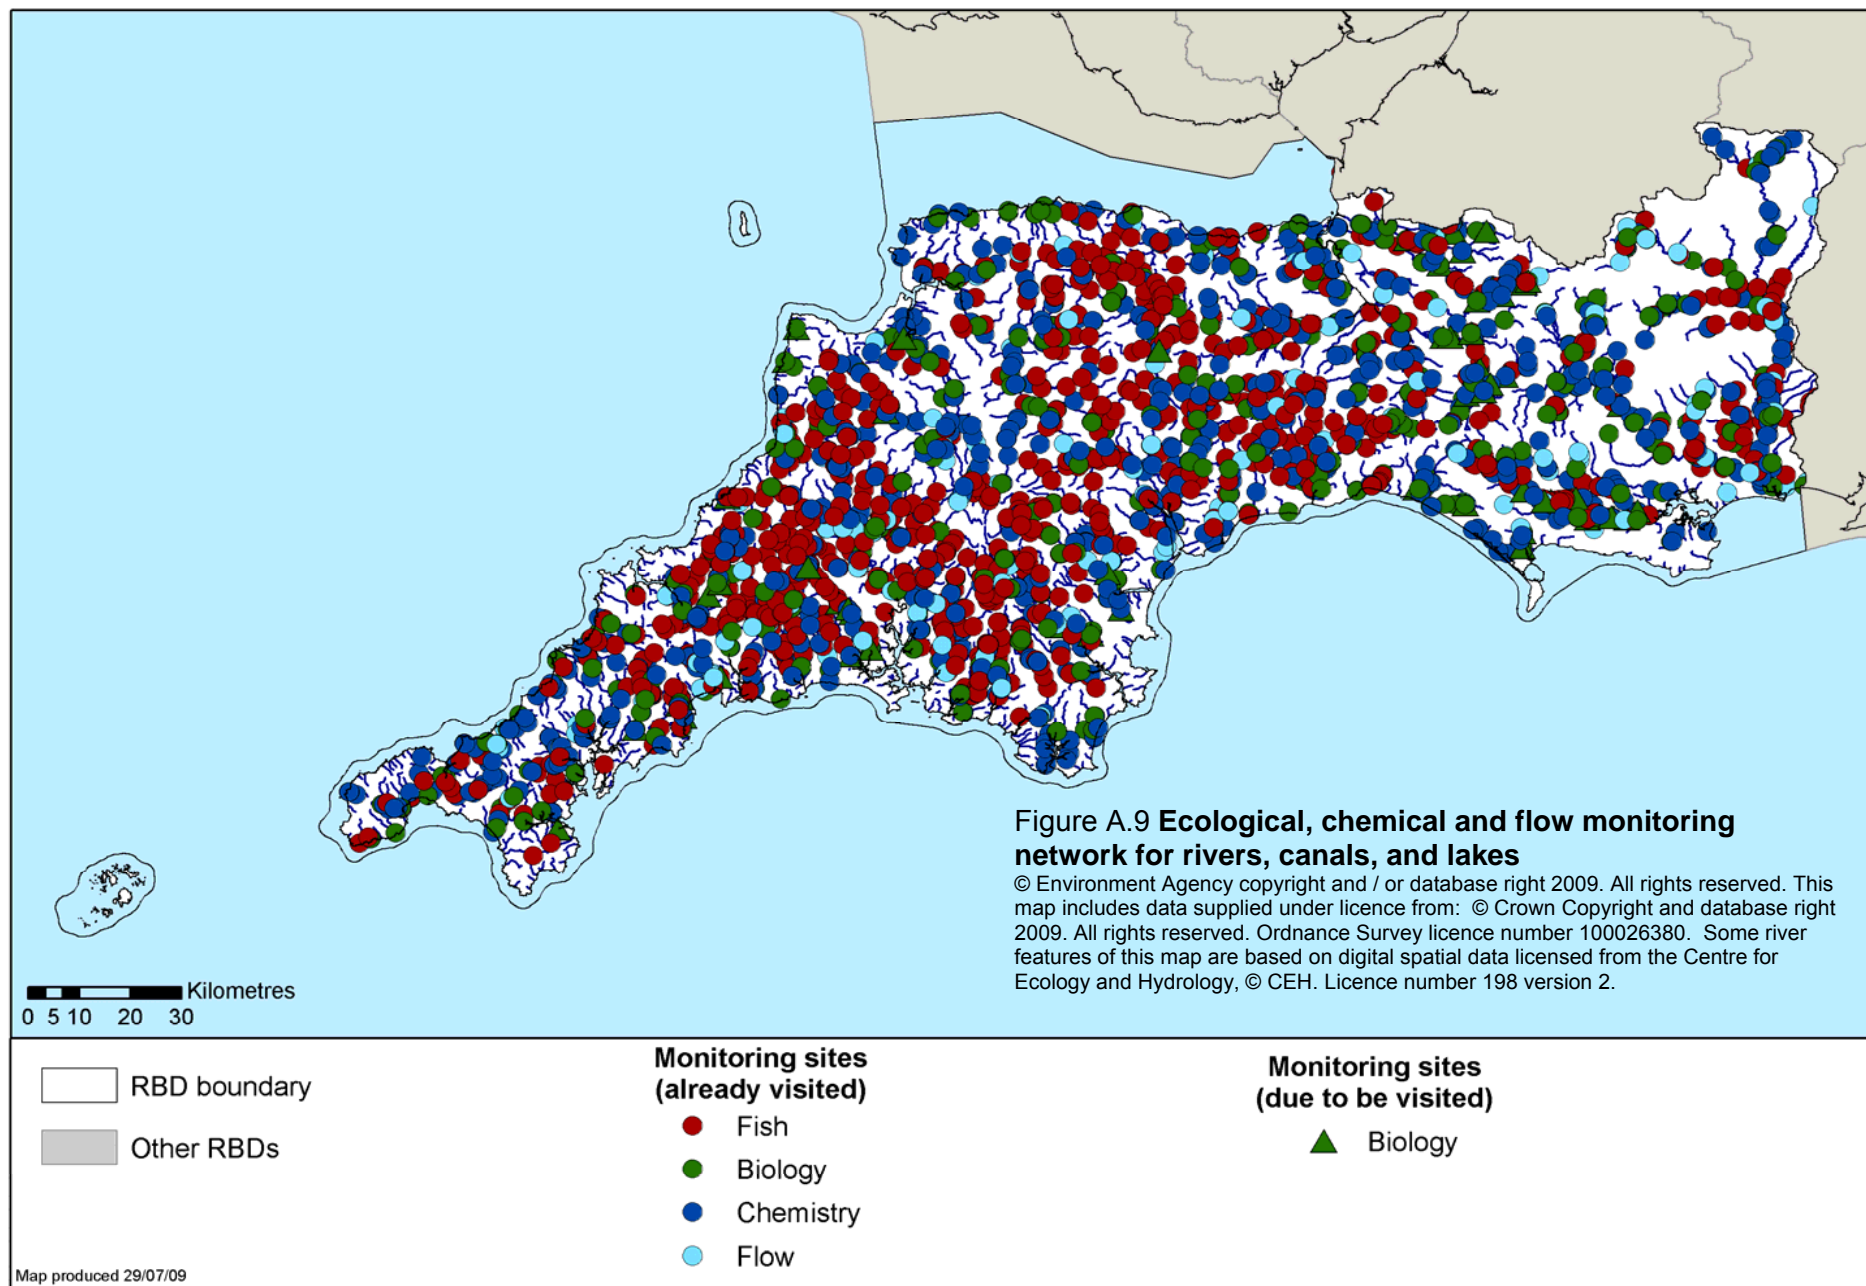 Figure A.9 Ecological, chemical and flow monitoring
network for rivers, canals, and lakes
© Environment Agency copyright and / or database right 2009. All rights reserved. This
map includes data supplied under licence from:  © Crown Copyright and database right
2009. All rights reserved. Ordnance Survey licence number 100026380.  Some river
features of this map are based on digital spatial data licensed from the Centre for
Ecology and Hydrology, © CEH. Licence number 198 version 2.
Kilometres
0 5 10 20 30
RBD boundary
Other RBDs
Monitoring sites
(already visited)
Fish
Biology
Chemistry
Flow
Monitoring sites
(due to be visited)
Biology
Map produced 29/07/09